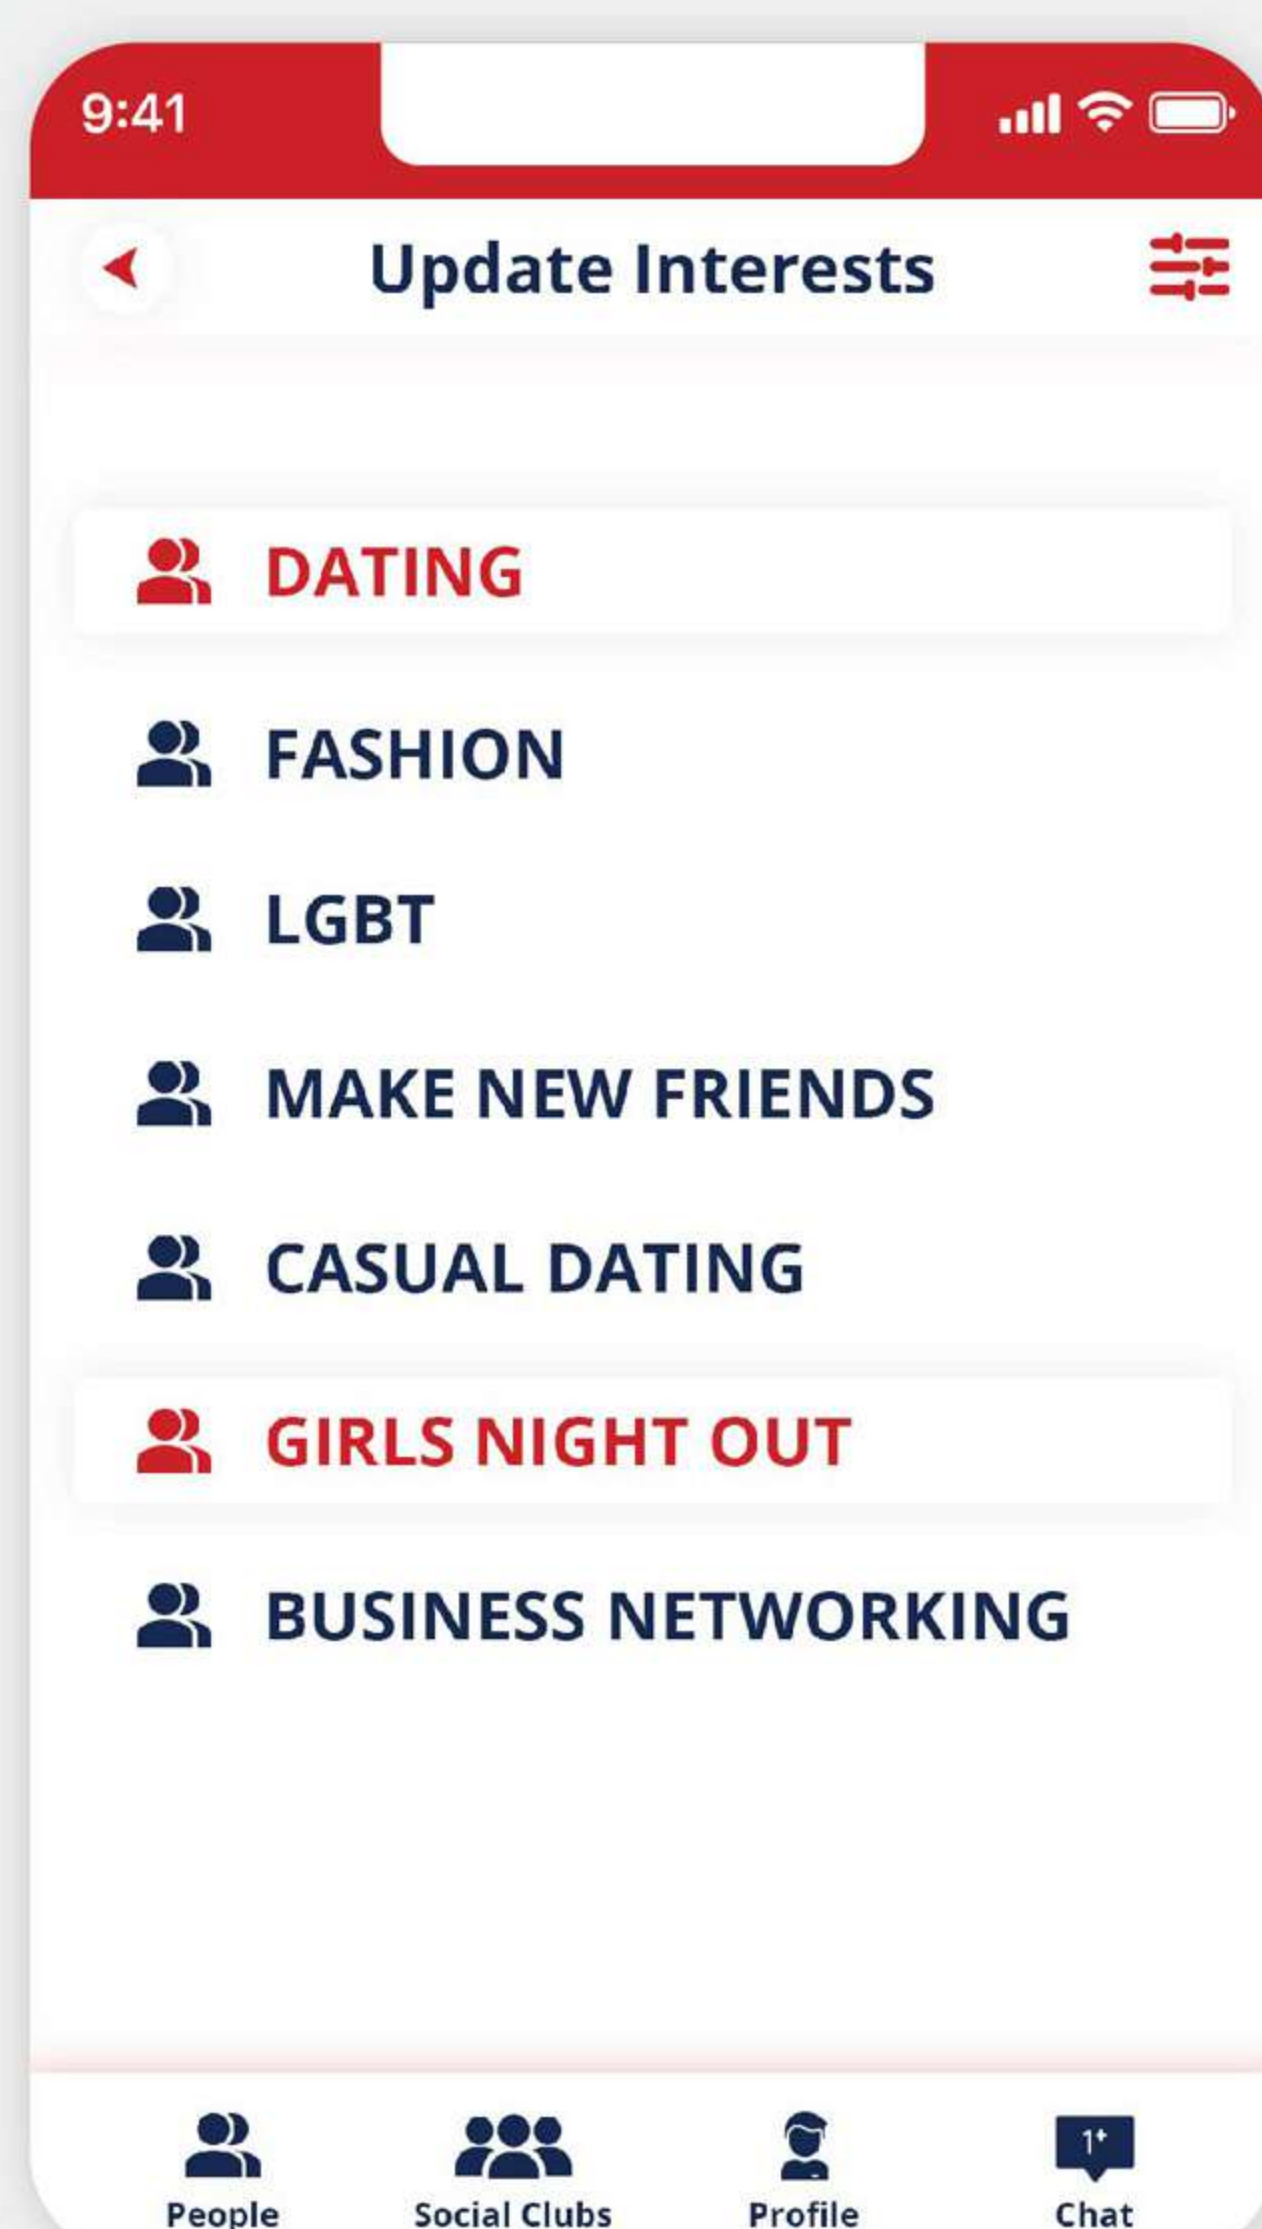 9:41
Update Interests
DATING
FASHION
LGBT
MAKE NEW FRIENDS
CASUAL DATING
GIRLS NIGHT OUT
BUSINESS NETWORKING
1+
People Social Clubs Profile Chat